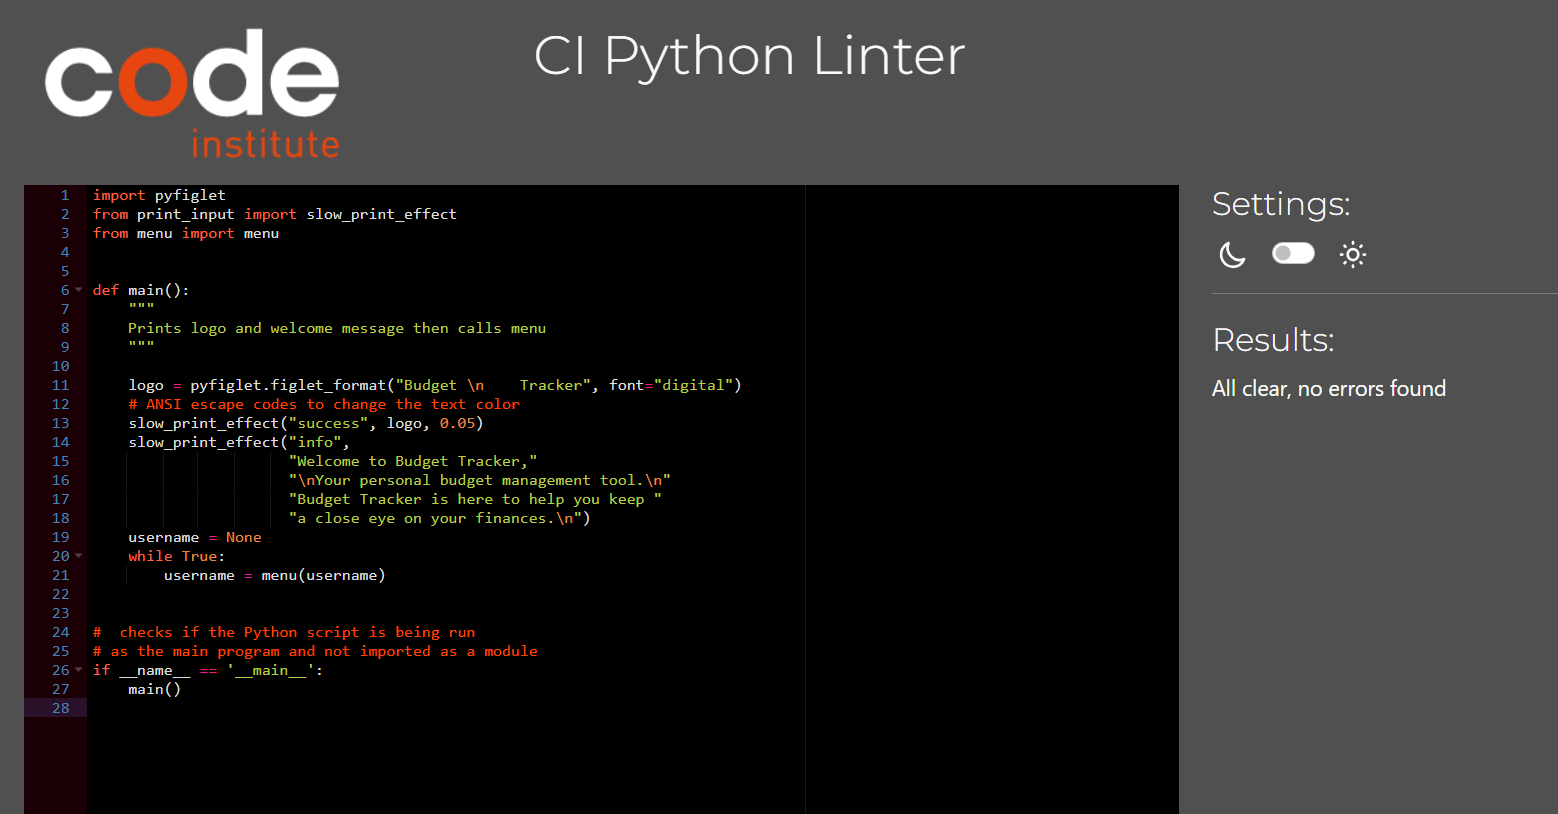 code
institute
CI Python Linter
1 import pyfiglet
2 from print_input import slow_print_effect
3 from menu import menu
4
5
6 def main():
7     """
8     Prints logo and welcome message then calls menu
9     """
10
11     logo = pyfiglet.figlet_format("Budget \n    Tracker", font="digital")
12     # ANSI escape codes to change the text color
13     slow_print_effect("success", logo, 0.05)
14     slow_print_effect("info",
15                       "Welcome to Budget Tracker,"
16                       "\nYour personal budget management tool.\n"
17                       "Budget Tracker is here to help you keep "
18                       "a close eye on your finances.\n")
19     username = None
20     while True:
21         username = menu(username)
22
23
24 #  checks if the Python script is being run
25 # as the main program and not imported as a module
26 if __name__ == '__main__':
27     main()
28
Settings:
Results:
All clear, no errors found